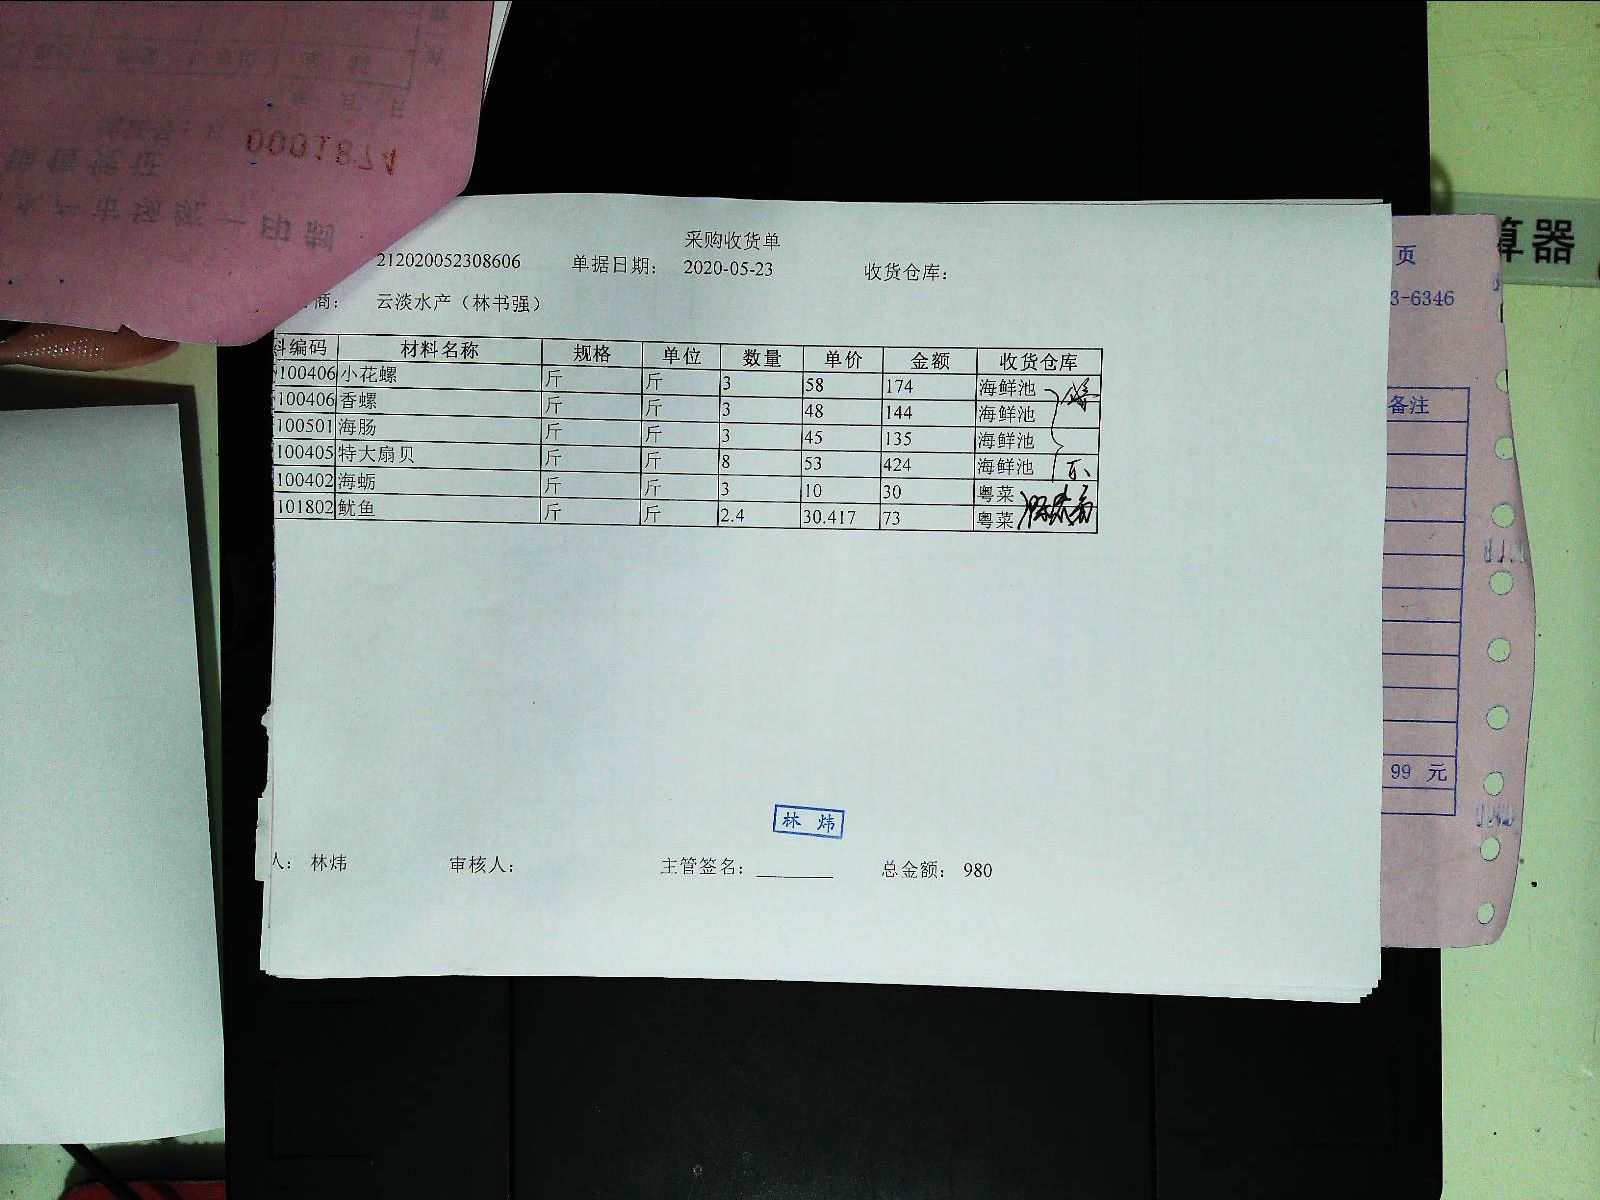 0001874
采购收货单
212020052308606 单据日期： 2020-05-23 收货仓库：
商： 云淡水产（林书强）
料编码 材料名称 规格 单位 数量 单价 金额 收货仓库
100406 小花螺 斤 斤 3 58 174 海鲜池
100406 香螺 斤 斤 3 48 144 海鲜池
100501 海肠 斤 斤 3 45 135 海鲜池
100405 特大扇贝 斤 斤 8 53 424 海鲜池
100402 海蛎 斤 斤 3 10 30 粤菜
101802 鱿鱼 斤 斤 2.4 30.417 73 粤菜
林 炜
人： 林炜 审核人： 主管签名： 总金额： 980
算器
页
3-6346
备注
99 元